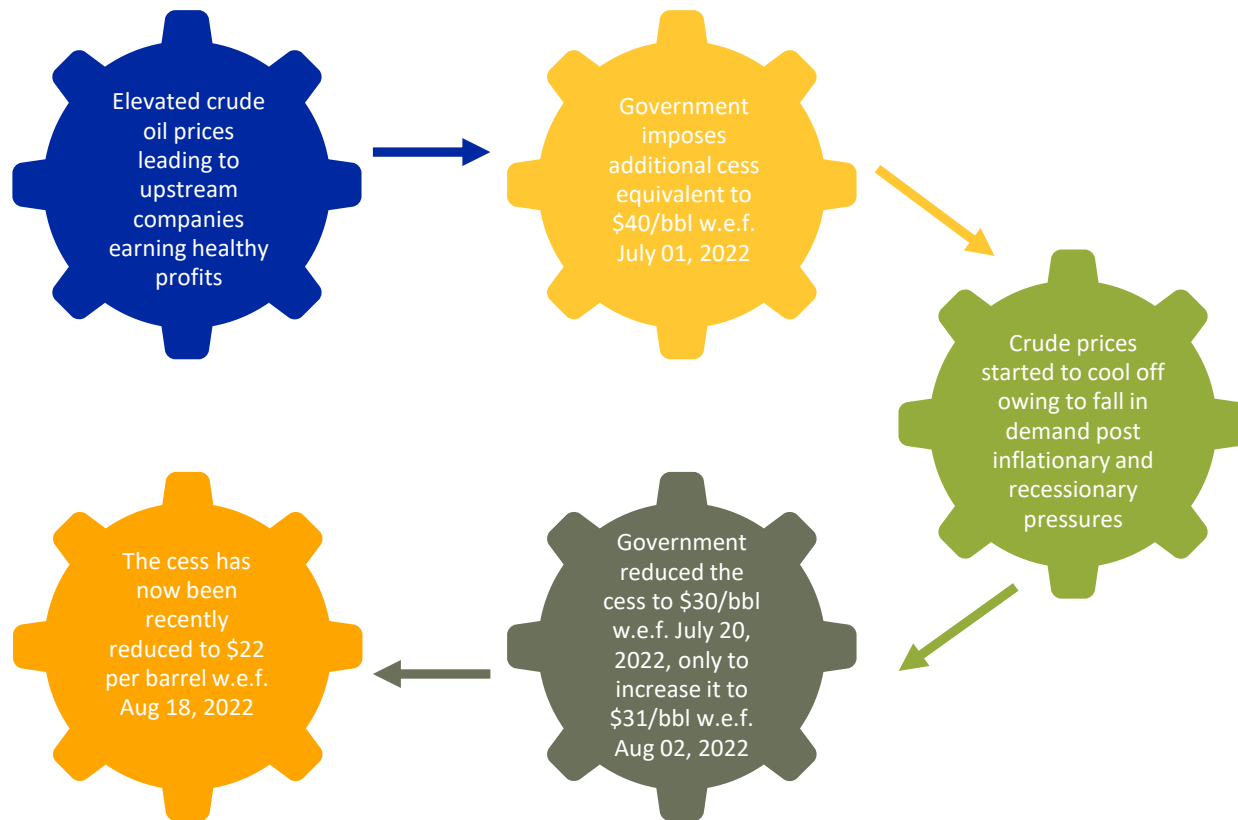 Elevated crude
oil prices
leading to
upstream
companies
earning healthy
profits
Government
imposes
additional cess
equivalent to
$40/bbl w.e.f.
July 01, 2022
Crude prices
started to cool off
owing to fall in
demand post
inflationary and
recessionary
pressures
Government
reduced the
cess to $30/bbl
w.e.f. July 20,
2022, only to
increase it to
$31/bbl w.e.f.
Aug 02, 2022
The cess has
now been
recently
reduced to $22
per barrel w.e.f.
Aug 18, 2022